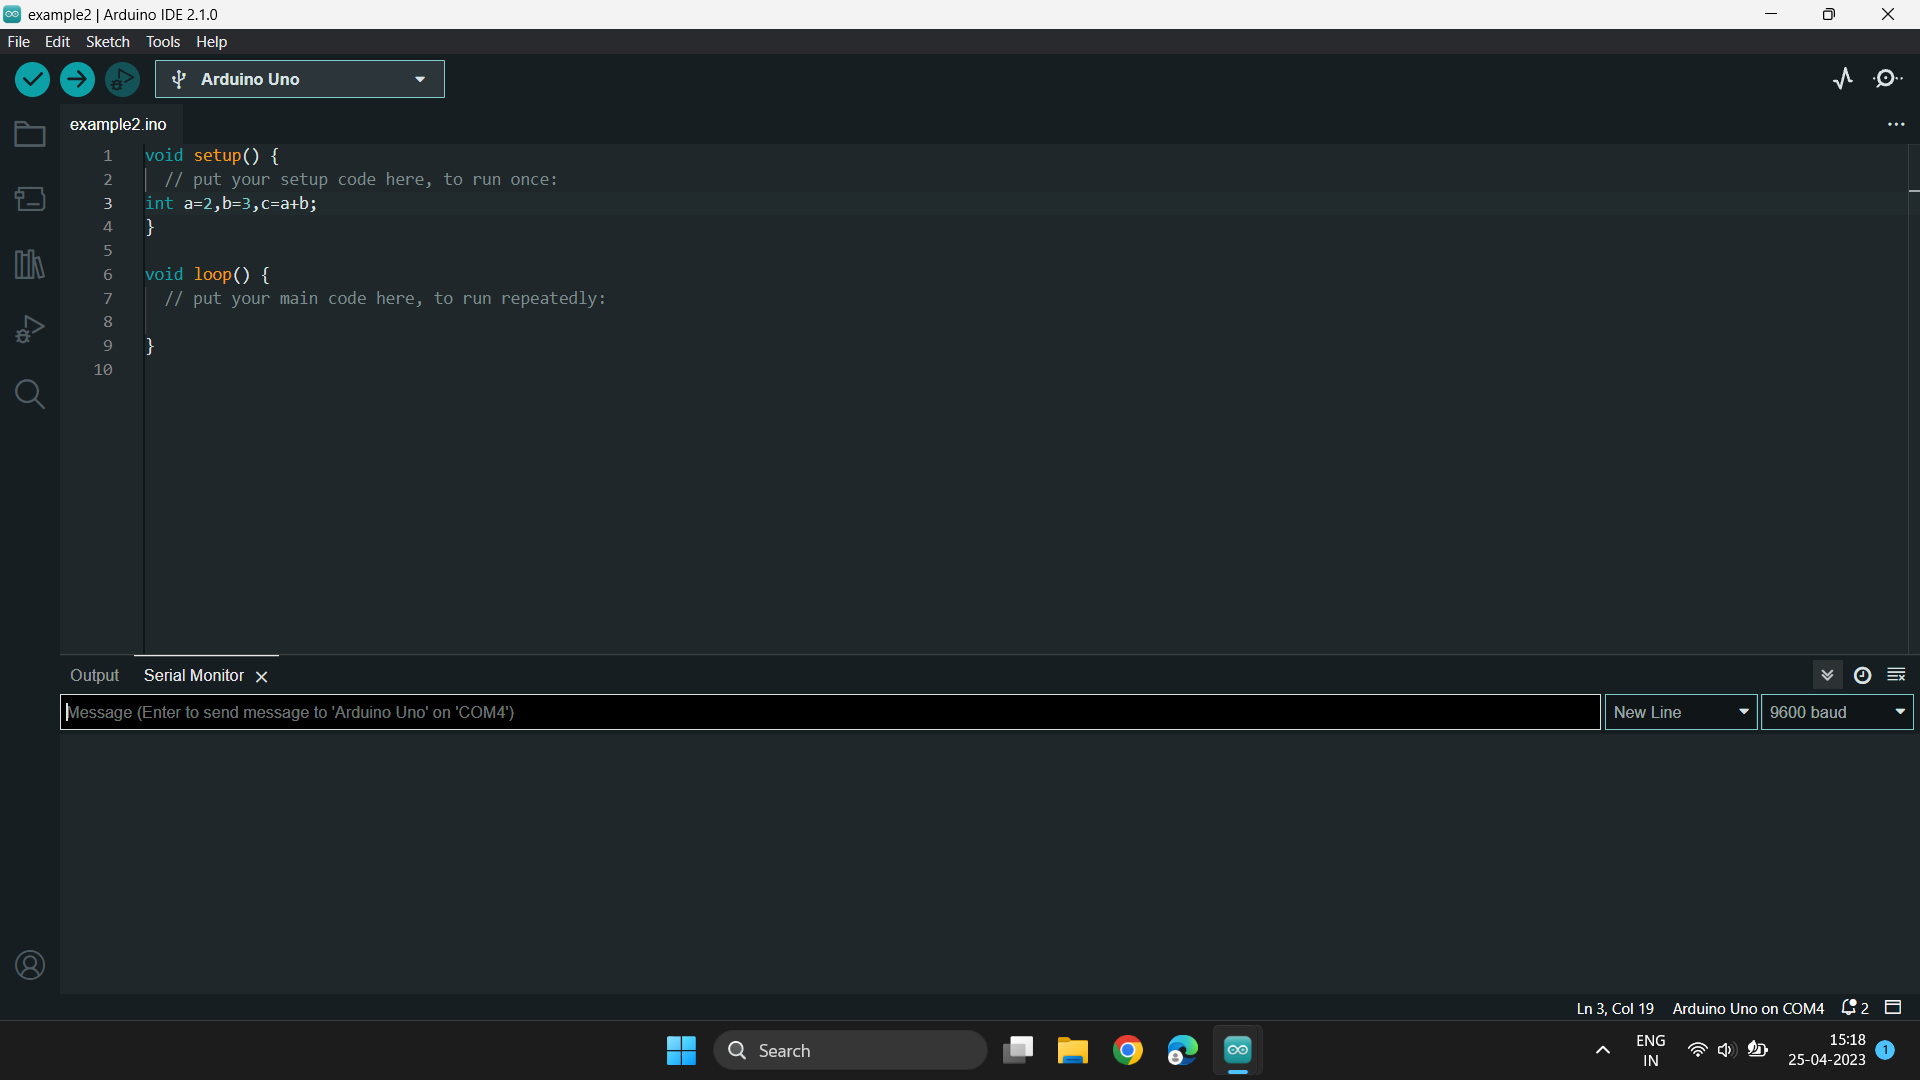 example2 | Arduino IDE 2.1.0
File Edit Sketch Tools Help
Arduino Uno
example2.ino
1 void setup() {
2 // put your setup code here, to run once:
3 int a=2,b=3,c=a+b;
4 }
5
6 void loop() {
7 // put your main code here, to run repeatedly:
8
9 }
10
Output Serial Monitor
Message (Enter to send message to 'Arduino Uno' on 'COM4') New Line 9600 baud
Ln 3, Col 19 Arduino Uno on COM4 2
Search
ENG
IN
15:18
25-04-2023
1